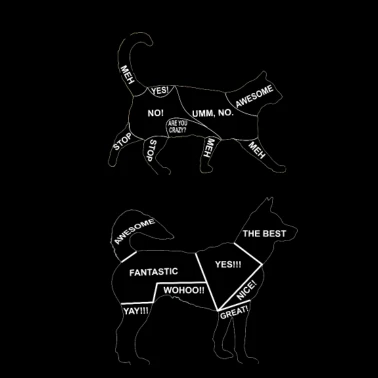 MEH
YES!
AWESOME
NO!
UMM, NO.
ARE YOU
CRAZY?
STOP
STOP
MEH
MEH
AWESOME
THE BEST
FANTASTIC
YES!!!
WOHOO!!
NICE!
YAY!!!
GREAT!